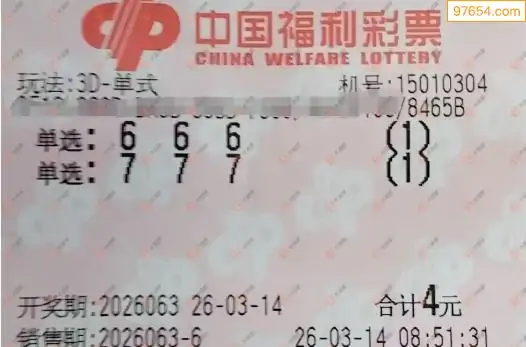 97654.com
中国福利彩票
CHINA WELFARE LOTTERY
玩法:3D-单式 机号:15010304
/8465B
单选: 6 6 6 (1)
单选: 7 7 7 (1)
开奖期:2026063 26-03-14 合计4元
销售期:2026063-6 26-03-14 08:51:31